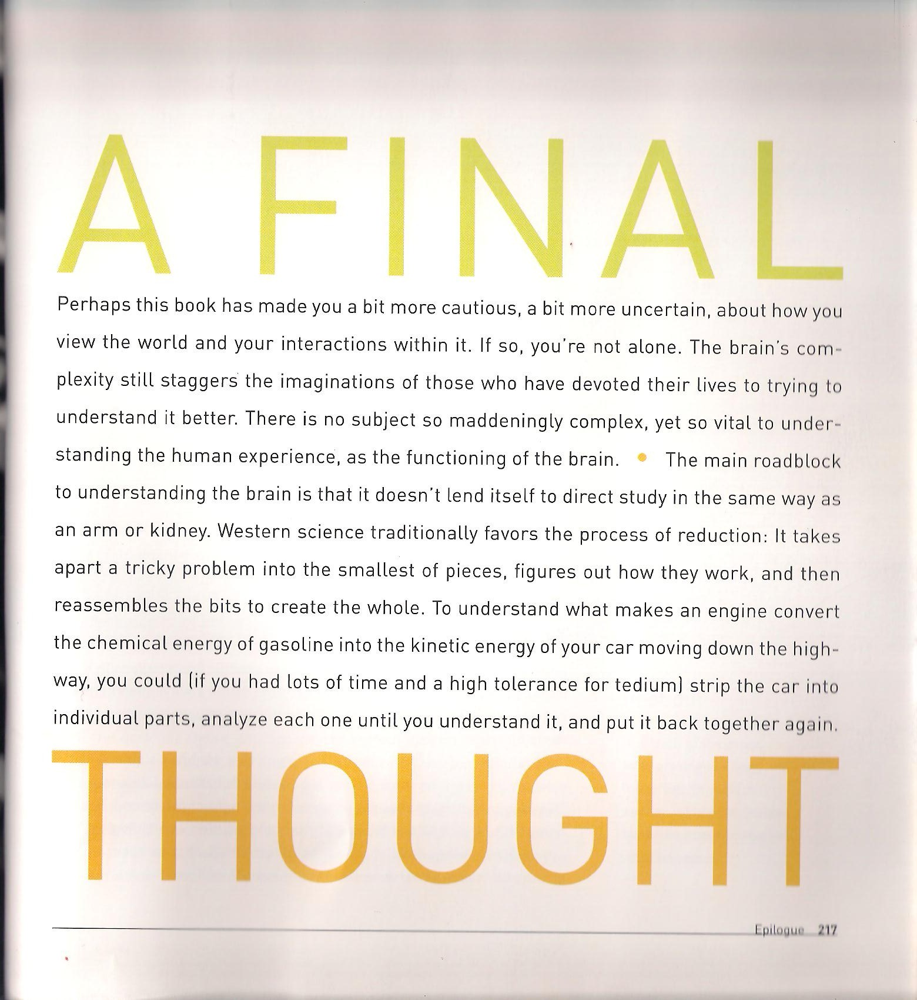 A FINAL
Perhaps this book has made you a bit more cautious, a bit more uncertain, about how you
view the world and your interactions within it. If so, you're not alone. The brain's com-
plexity still staggers the imaginations of those who have devoted their lives to trying to
understand it better. There is no subject so maddeningly complex, yet so vital to under-
standing the human experience, as the functioning of the brain. • The main roadblock
to understanding the brain is that it doesn't lend itself to direct study in the same way as
an arm or kidney. Western science traditionally favors the process of reduction: It takes
apart a tricky problem into the smallest of pieces, figures out how they work, and then
reassembles the bits to create the whole. To understand what makes an engine convert
the chemical energy of gasoline into the kinetic energy of your car moving down the high-
way, you could (if you had lots of time and a high tolerance for tedium) strip the car into
individual parts, analyze each one until you understand it, and put it back together again.
THOUGHT
Epilogue 217